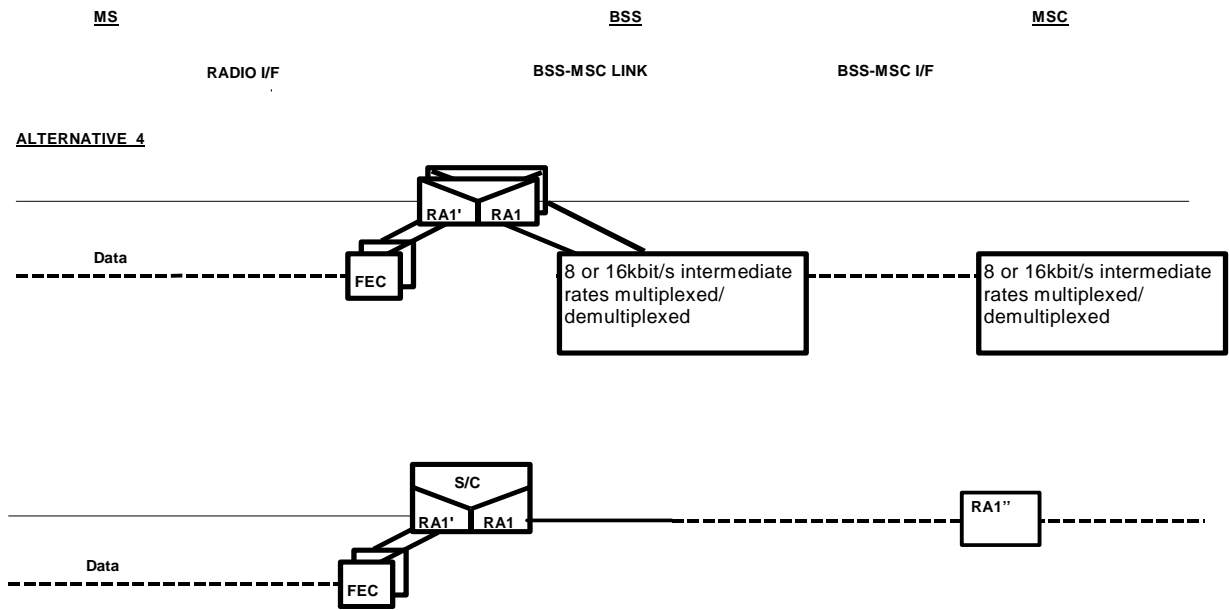 MS BSS MSC
RADIO I/F BSS-MSC LINK BSS-MSC I/F
ALTERNATIVE 4
RA1' RA1
Data
FEC
8 or 16kbit/s intermediate
rates multiplexed/
demultiplexed
8 or 16kbit/s intermediate
rates multiplexed/
demultiplexed
S/C
RA1' RA1
RA1''
Data
FEC